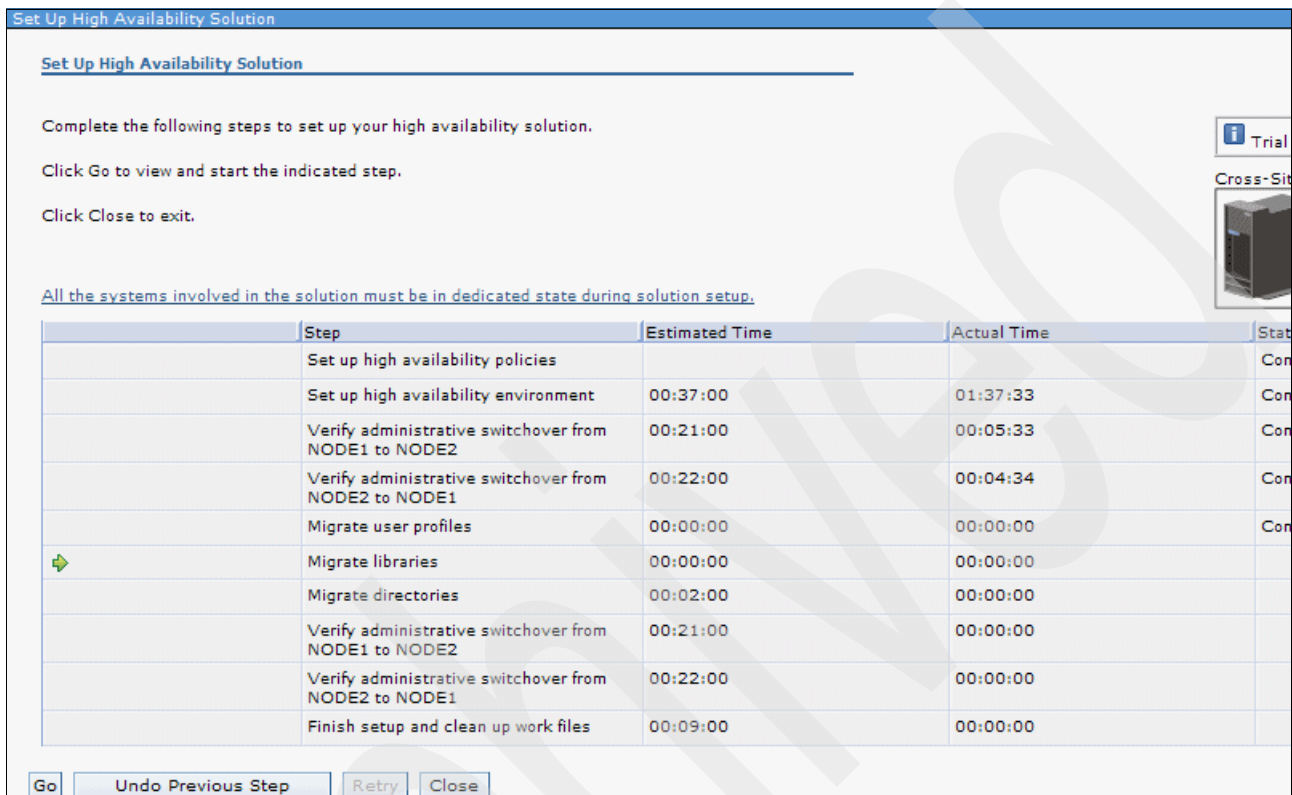 Set Up High Availability Solution
Set Up High Availability Solution
Complete the following steps to set up your high availability solution.
Click Go to view and start the indicated step.
Click Close to exit.
Trial
Cross-Sit
All the systems involved in the solution must be in dedicated state during solution setup.
Step Estimated Time Actual Time Stat
Set up high availability policies Com
Set up high availability environment 00:37:00 01:37:33 Com
Verify administrative switchover from 00:21:00 00:05:33 Com
NODE1 to NODE2
Verify administrative switchover from 00:22:00 00:04:34 Com
NODE2 to NODE1
Migrate user profiles 00:00:00 00:00:00 Com
Migrate libraries 00:00:00 00:00:00
Migrate directories 00:02:00 00:00:00
Verify administrative switchover from 00:21:00 00:00:00
NODE1 to NODE2
Verify administrative switchover from 00:22:00 00:00:00
NODE2 to NODE1
Finish setup and clean up work files 00:09:00 00:00:00
Go Undo Previous Step Retry Close